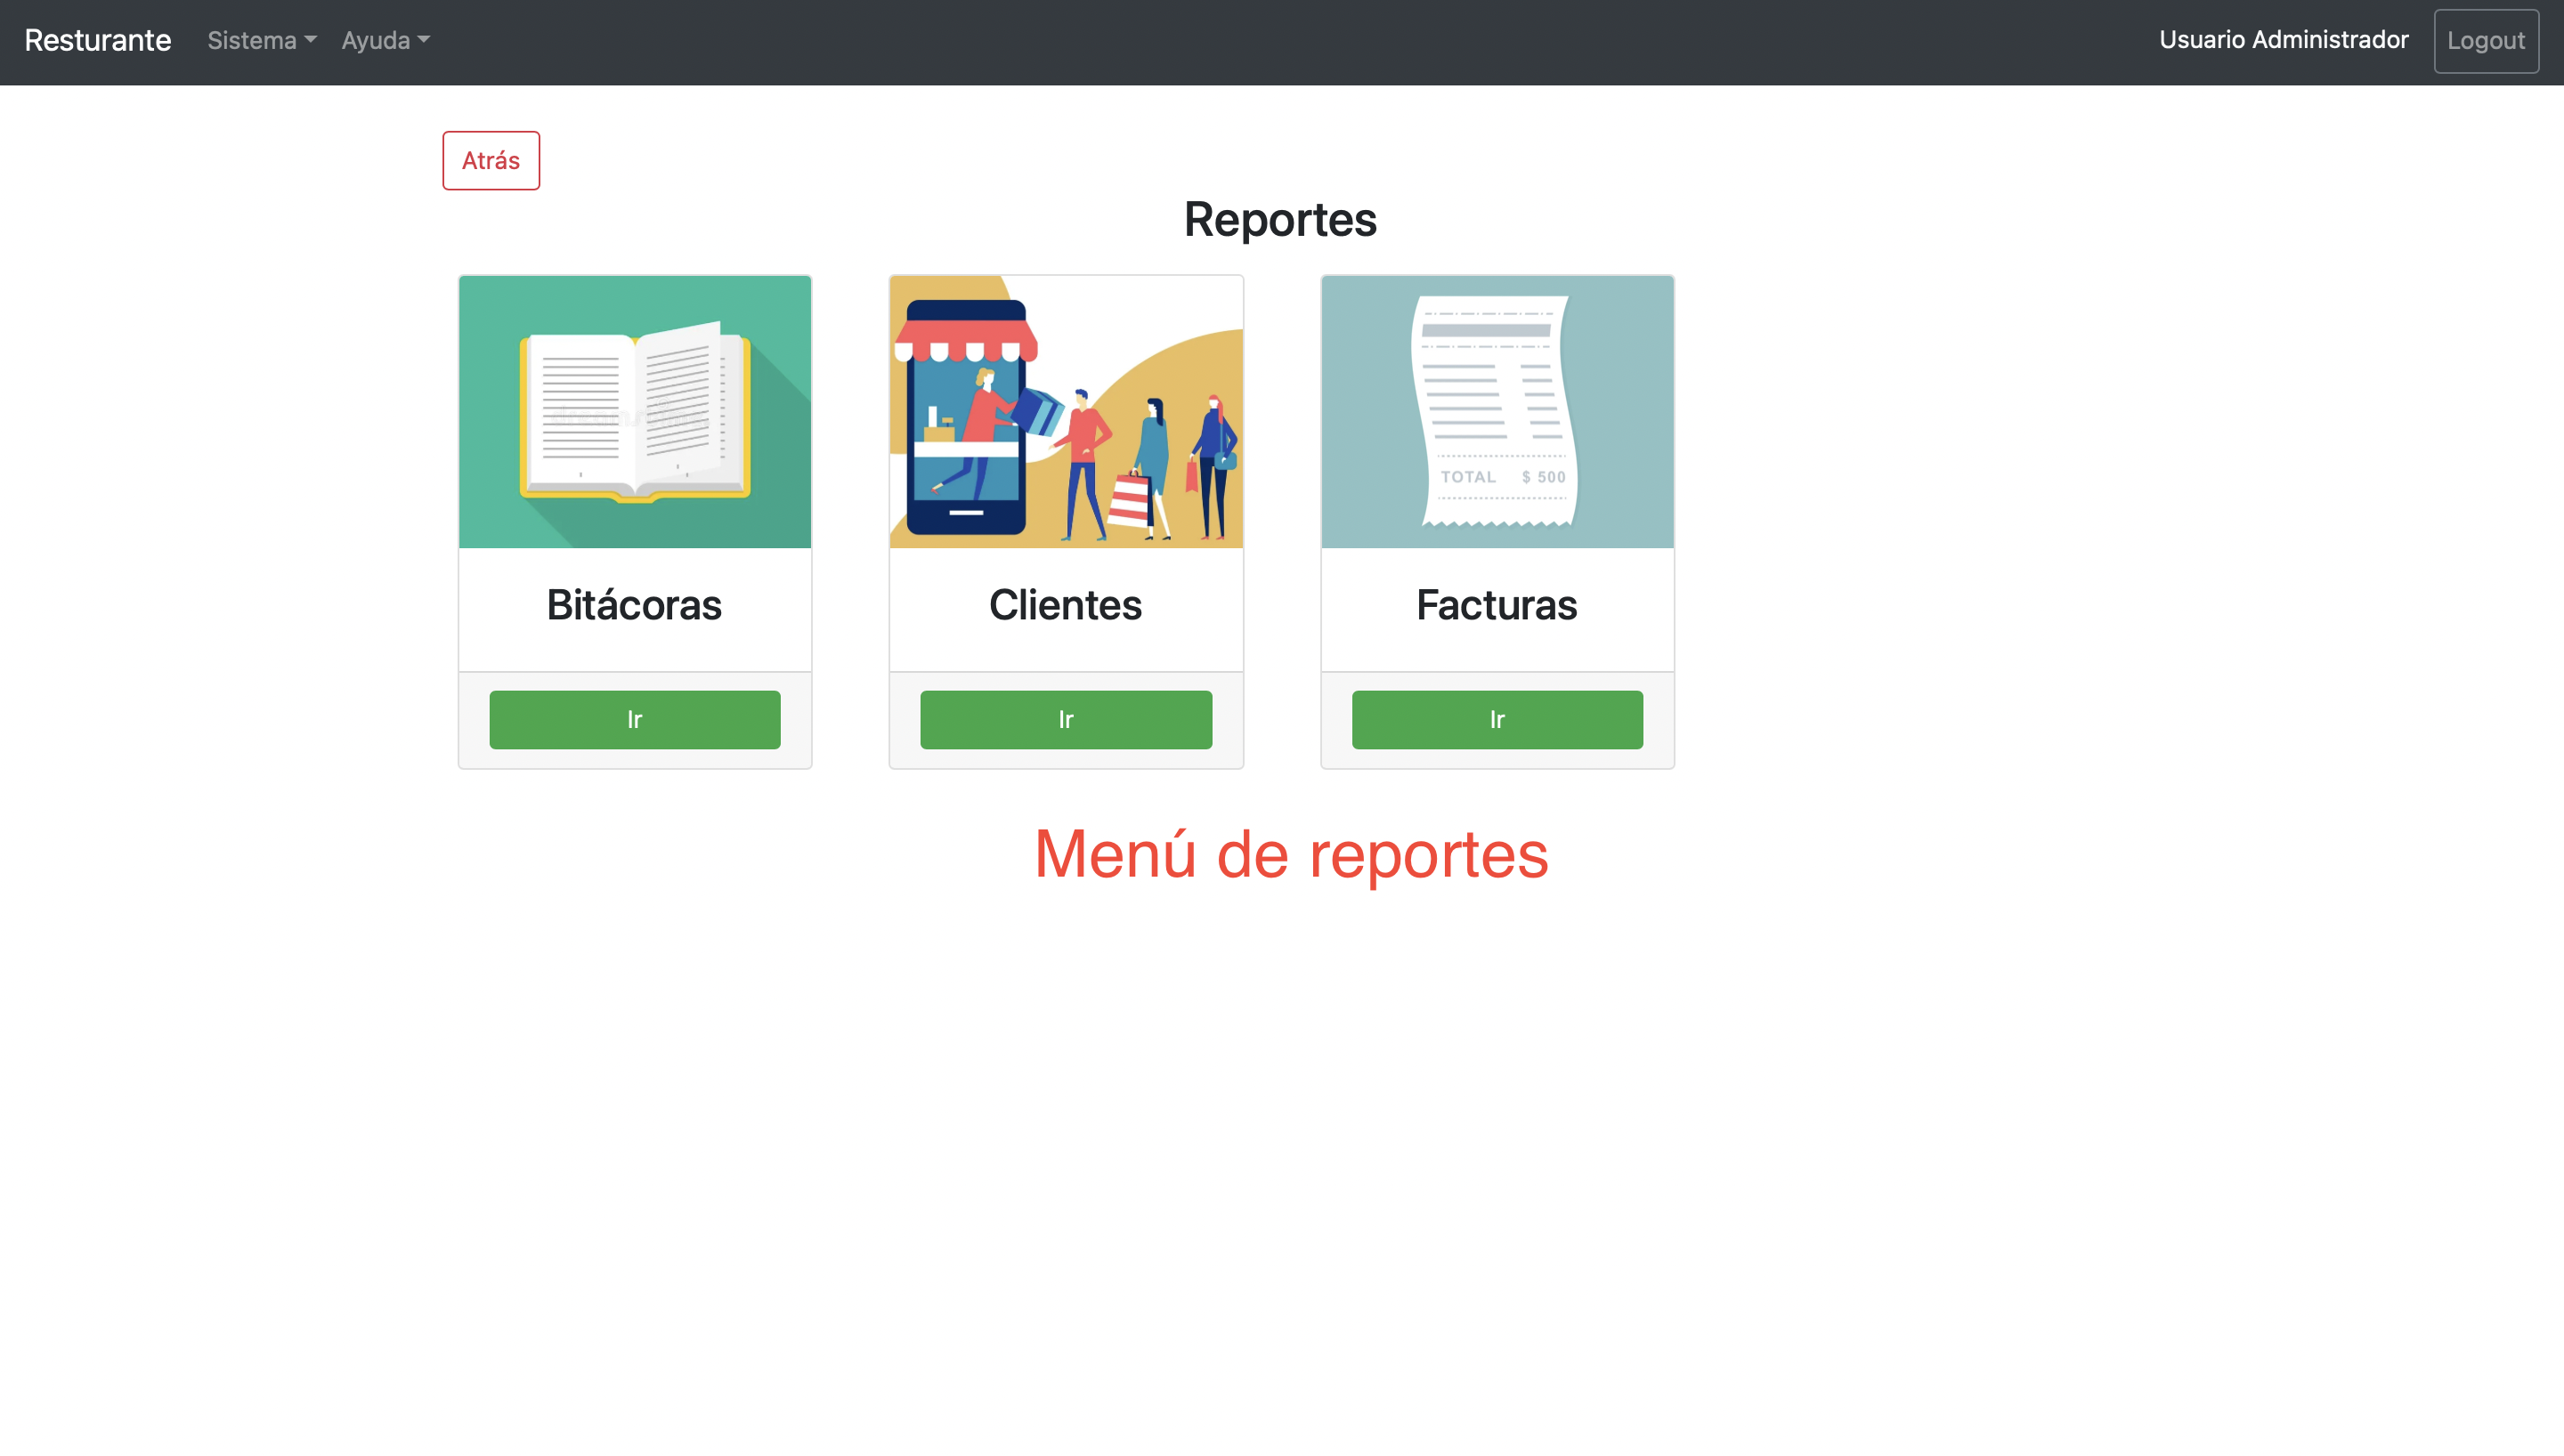 Resturante Sistema Ayuda Usuario Administrador Logout
Atrás
Reportes
TOTAL $ 500
Bitácoras Clientes Facturas
Ir Ir Ir
Menú de reportes